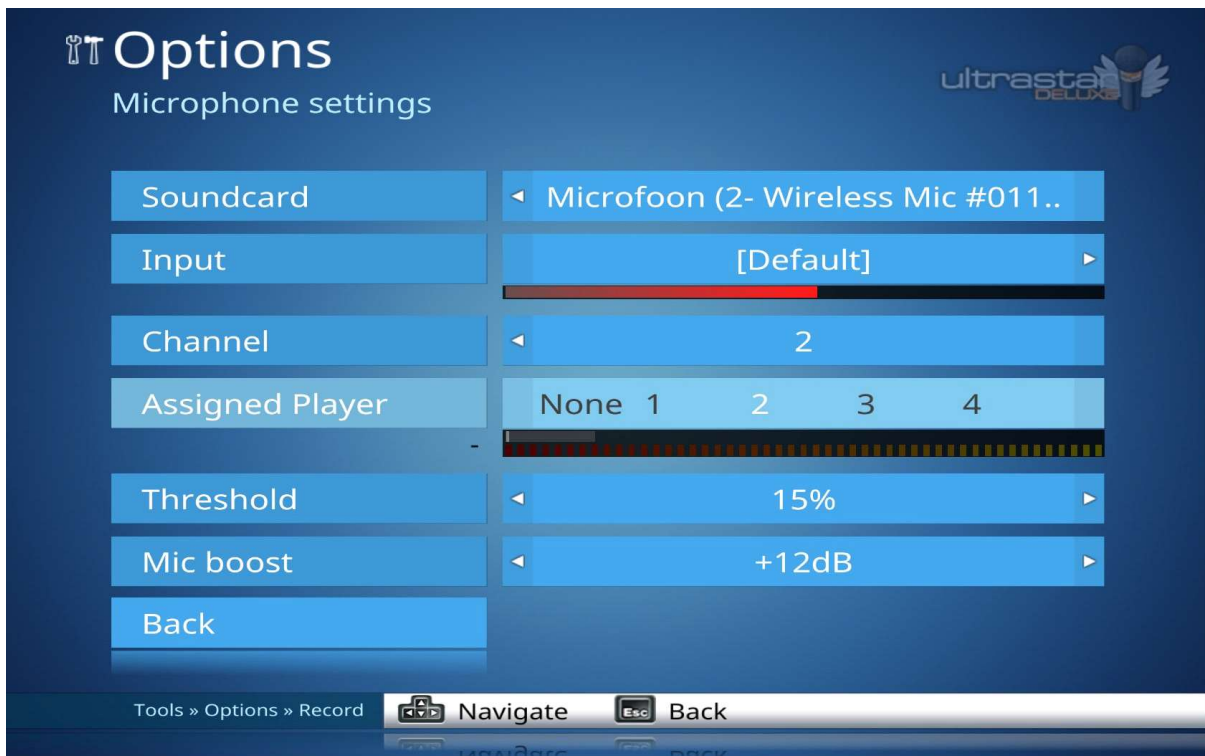 Options
Microphone settings
ultrastar
DELUXE
Soundcard Microfoon (2- Wireless Mic #011..
Input [Default]
Channel 2
Assigned Player None 1 2 3 4
-
Threshold 15%
Mic boost +12dB
Back
Tools » Options » Record Navigate Esc Back